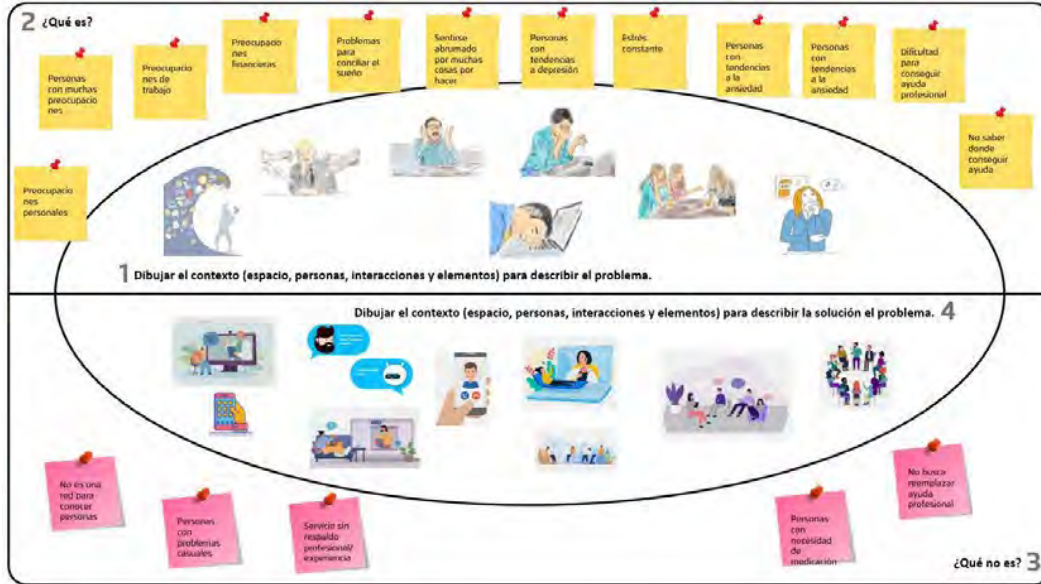 2 ¿Qué es?
Personas
con muchas
preocupacio
nes
Preocupacio
nes de
trabajo
Preocupacio
nes
financieras
Problemas
para
conciliar el
sueño
Sentirse
abrumado
por muchas
cosas por
hacer
Personas
con
tendencias
a depresión
Estrés
constante
Personas
con
tendencias
a la
ansiedad
Personas
con
tendencias
a la
ansiedad
Dificultad
para
conseguir
ayuda
profesional
No saber
donde
conseguir
ayuda
Preocupacio
nes
personales
1 Dibujar el contexto (espacio, personas, interacciones y elementos) para describir el problema.
Dibujar el contexto (espacio, personas, interacciones y elementos) para describir la solución el problema. 4
No es una
red para
conocer
personas
Personas
con
problemas
casuales
Servicio sin
respaldo
profesional/
experiencia
Personas
con
necesidad
de
medicación
No busca
reemplazar
ayuda
profesional
¿Qué no es? 3